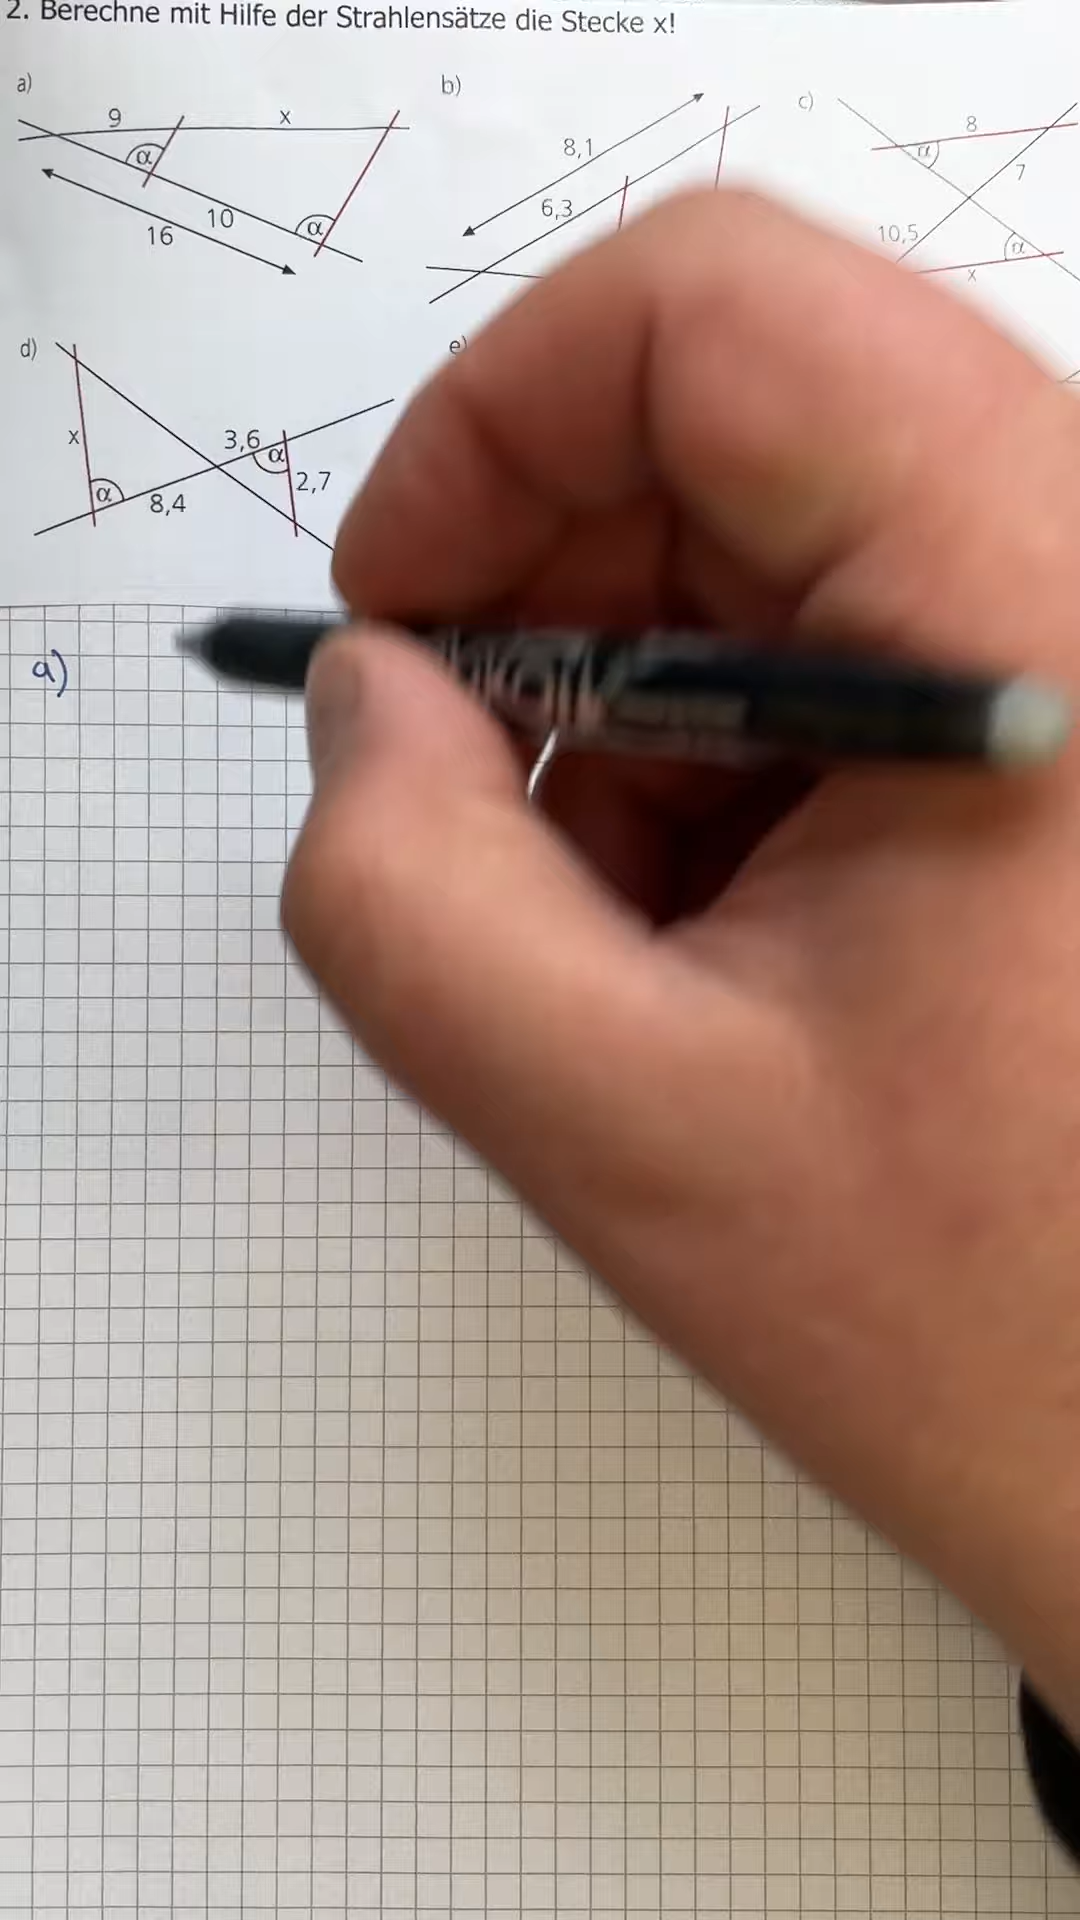 2. Berechne mit Hilfe der Strahlensätze die Stecke x!
a)
9
x
α
10
α
16
b)
8,1
6,3
c)
8
α
7
10,5
α
x
d)
x
3,6
α
2,7
α
8,4
e)
a)